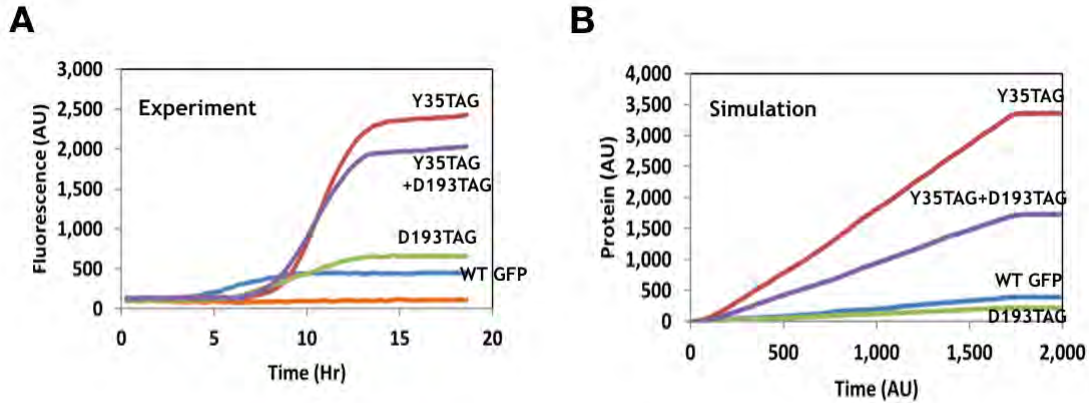 A
Fluorescence (AU)
3,000
2,500
2,000
1,500
1,000
500
0
Experiment
Y35TAG
Y35TAG
+D193TAG
D193TAG
WT GFP
0 5 10 15 20
Time (Hr)
B
Protein (AU)
4,000
3,500
3,000
2,500
2,000
1,500
1,000
500
0
Simulation
Y35TAG
Y35TAG+D193TAG
WT GFP
D193TAG
0 500 1,000 1,500 2,000
Time (AU)